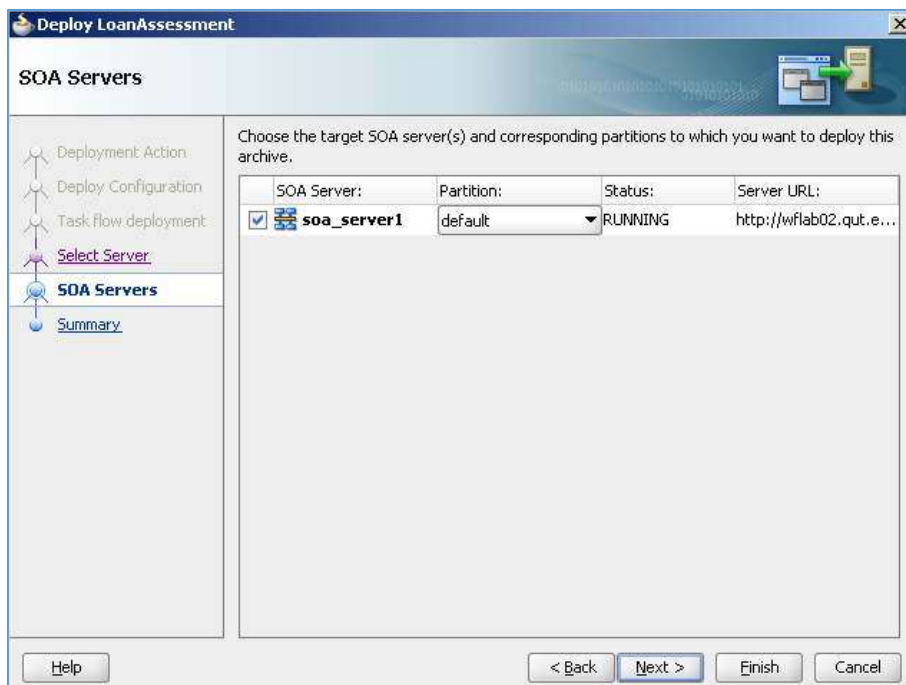 Deploy LoanAssessment
SOA Servers
Deployment Action
Deploy Configuration
Task flow deployment
Select Server
SOA Servers
Summary
Choose the target SOA server(s) and corresponding partitions to which you want to deploy this
archive.
SOA Server: Partition: Status: Server URL:
soa_server1 default RUNNING http://wflab02.qut.e...
Help < Back Next > Finish Cancel